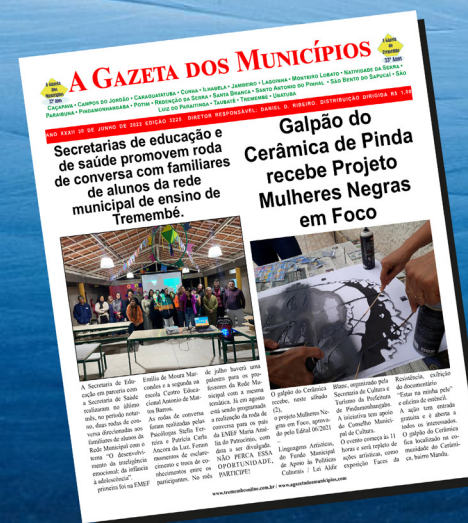 A Gazeta dos Municípios
A GAZETA DOS MUNICÍPIOS
CAÇAPAVA • CAMPOS DO JORDÃO • CARAGUATATUBA • CUNHA • ILHABELA • JAMBEIRO • LAGOINHA • MONTEIRO LOBATO • NATIVIDADE DA SERRA •
PARAIBUNA • PINDAMONHANGABA • POTIM • REDENÇÃO DA SERRA • SANTA BRANCA • SANTO ANTONIO DO PINHAL • SÃO BENTO DO SAPUCAÍ • SÃO
LUIZ DO PARAITINGA • TAUBATÉ • TREMEMBÉ • UBATUBA
ANO XXXII 30 DE JUNHO DE 2022 EDIÇÃO 3223 DIRETOR RESPONSÁVEL: DANIEL D. RIBEIRO. DISTRIBUIÇÃO DIRIGIDA R$ 1,00
Secretarias de educação e
de saúde promovem roda
de conversa com familiares
de alunos da rede
municipal de ensino de
Tremembé.
Galpão do
Cerâmica de Pinda
recebe Projeto
Mulheres Negras
em Foco
A Secretaria de Edu-
cação em parceria com
a Secretaria de Saúde
realizaram no último
mês, no período notur-
no, duas rodas de con-
versa direcionadas aos
familiares de alunos da
Rede Municipal com o
tema "O desenvolvi-
mento da inteligência
emocional: da infância
à adolescência".
A primeira foi na EMEF
Emília de Moura Mar-
condes e a segunda na
escola Centro Educa-
cional Antonio de Mat-
tos Barros.
As rodas de conversa
foram realizadas pelas
Psicólogas Stella Fer-
reira e Patrícia Carla
Ancora da Luz. Foram
momentos de esclare-
cimento e troca de co-
nhecimentos entre os
participantes. No mês
de julho haverá uma
palestra para os pro-
fessores da Rede Mu-
nicipal com a mesma
temática. Já em agosto
está sendo programada
a realização da roda de
conversa para os pais
da EMEF Maria Amá-
lia do Patrocínio, com
data a ser divulgada.
NÃO PERCA ESSA
OPORTUNIDADE,
PARTICIPE!
O galpão do Cerâmica
recebe, neste sábado
(2),
o projeto Mulheres Ne-
gras em Foco, aprova-
do pelo Edital 06/2021
-
Linguagens Artísticas,
do Fundo Municipal
de Apoio às Políticas
Culturais / Lei Aldir
Blanc, organizado pela
Secretaria de Cultura e
Turismo da Prefeitura
de Pindamonhangaba.
A iniciativa tem apoio
do Conselho Munici-
pal de Cultura.
O evento começa às 11
horas e será repleto de
ações artísticas, como
exposição Faces da
Resistência, exibição
do documentário
"Estar na minha pele"
e oficina de estêncil.
A ação tem entrada
gratuita e é aberta a
todos os interessados.
O galpão do Cerâmica
fica localizado na co-
munidade do Cerâmi-
ca, bairro Mandu.
www.tremembeonline.com.br / www.agazetadosmunicipios.com